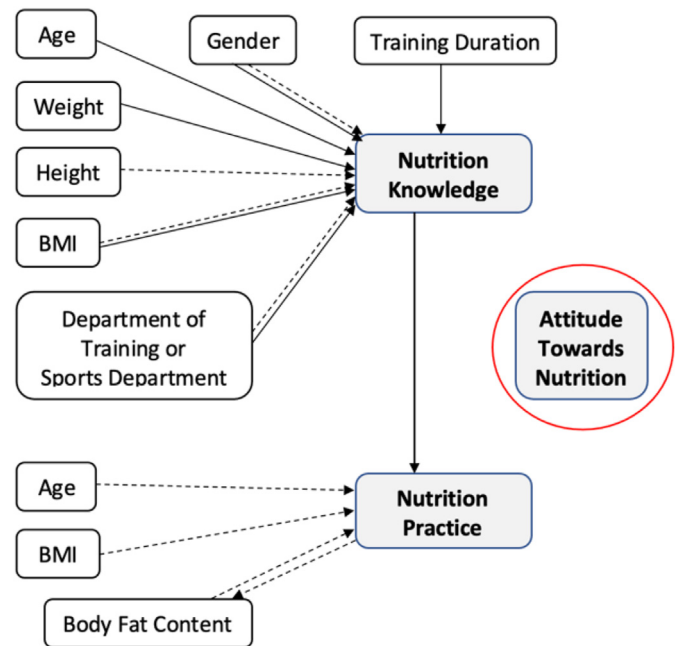 Age
Gender
Training Duration
Weight
Nutrition
Knowledge
Height
BMI
Department of
Training or
Sports Department
Attitude
Towards
Nutrition
Age
Nutrition
Practice
BMI
Body Fat Content